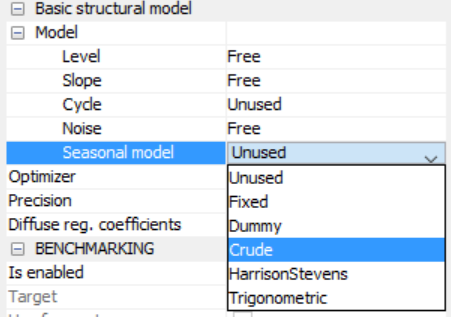 Basic structural model
Model
Level Free
Slope Free
Cycle Unused
Noise Free
Seasonal model Unused
Optimizer Unused
Precision Fixed
Diffuse reg. coefficients Dummy
BENCHMARKING Crude
Is enabled HarrisonStevens
Target Trigonometric